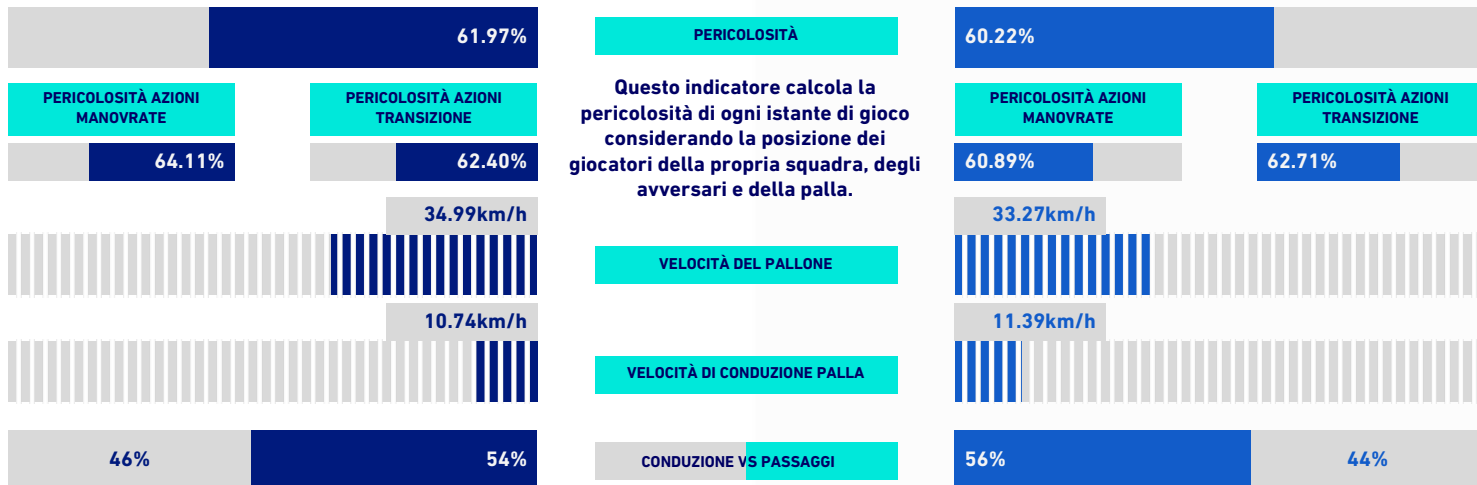 61.97%
PERICOLOSITÀ
60.22%
PERICOLOSITÀ AZIONI
MANOVRATE
64.11%
PERICOLOSITÀ AZIONI
TRANSIZIONE
62.40%
Questo indicatore calcola la
pericolosità di ogni istante di gioco
considerando la posizione dei
giocatori della propria squadra, degli
avversari e della palla.
PERICOLOSITÀ AZIONI
MANOVRATE
60.89%
PERICOLOSITÀ AZIONI
TRANSIZIONE
62.71%
34.99km/h
VELOCITÀ DEL PALLONE
33.27km/h
10.74km/h
VELOCITÀ DI CONDUZIONE PALLA
11.39km/h
46%
54%
CONDUZIONE VS PASSAGGI
56%
44%